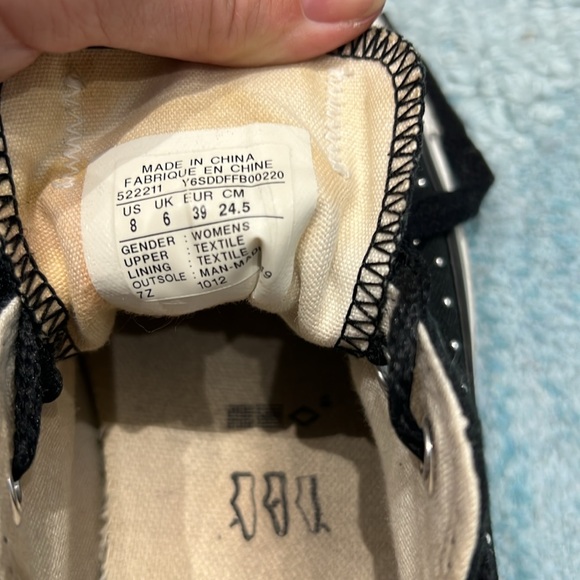 MADE IN CHINA
FABRIQUE EN CHINE
522211 Y6SDDFFB00220
US UK EUR CM
8 6 39 24.5
GENDER : WOMENS
UPPER : TEXTILE
LINING : TEXTILE
OUTSOLE : MAN-MA
7Z 1012